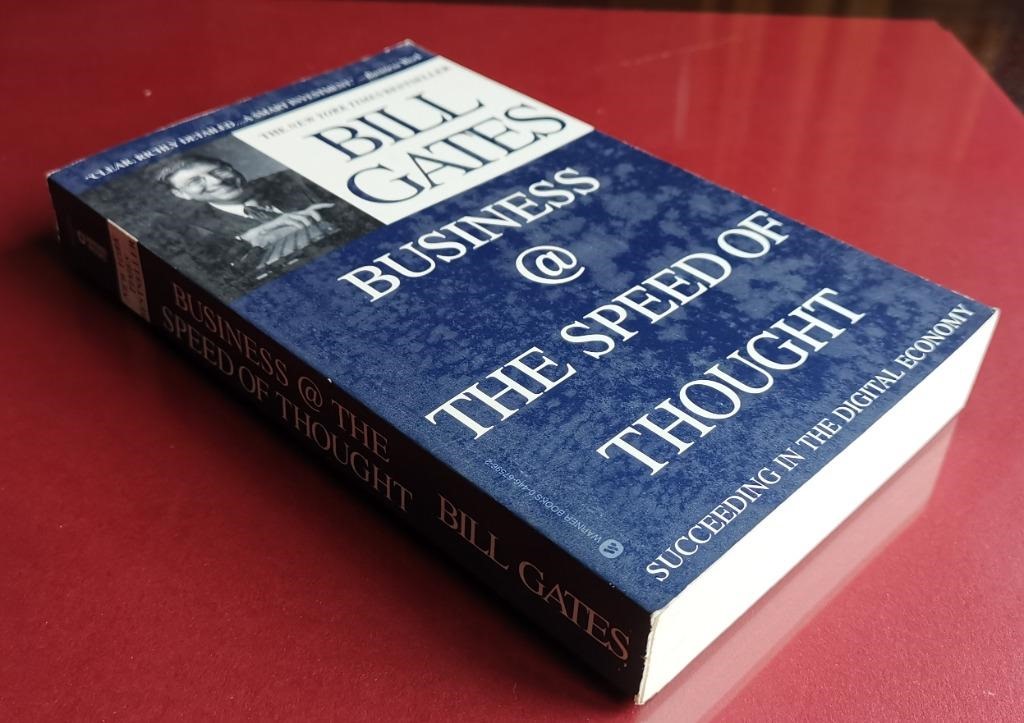 "CLEAR, RICHLY DETAILED...A SMART INVESTMENT."
THE NEW YORK TIMES BESTSELLER
BILL
GATES
BUSINESS
@
THE SPEED OF
THOUGHT
SUCCEEDING IN THE DIGITAL ECONOMY
WARNER BOOKS
BUSINESS @ THE
SPEED OF THOUGHT
BILL GATES